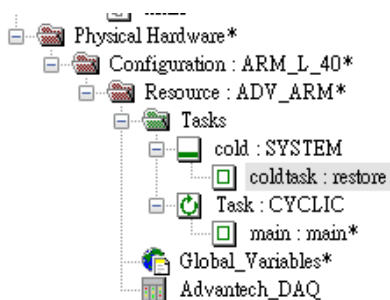 Physical Hardware*
Configuration : ARM_L_40*
Resource : ADV_ARM*
Tasks
cold : SYSTEM
coldtask : restore
Task : CYCLIC
main : main*
Global_Variables*
Advantech_DAQ